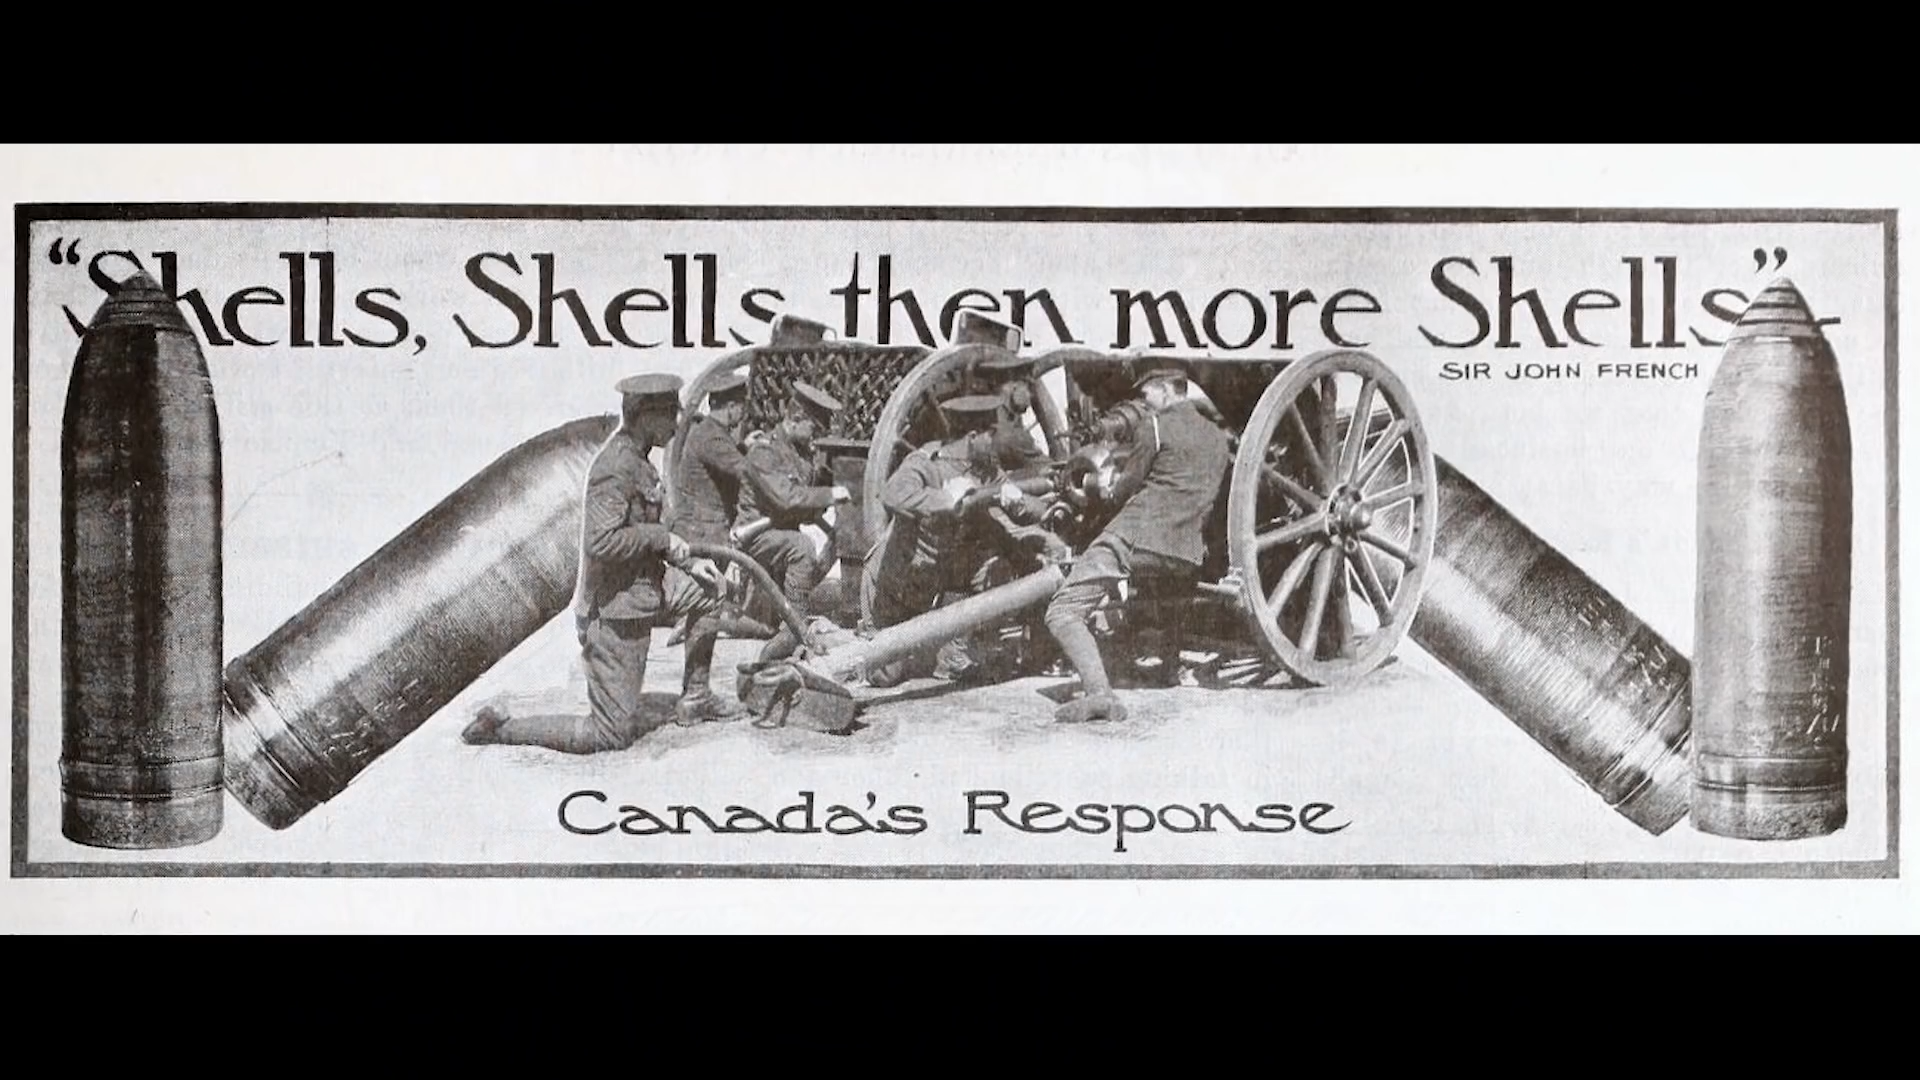 “Shells, Shells then more Shells”
SIR JOHN FRENCH
Canada's Response